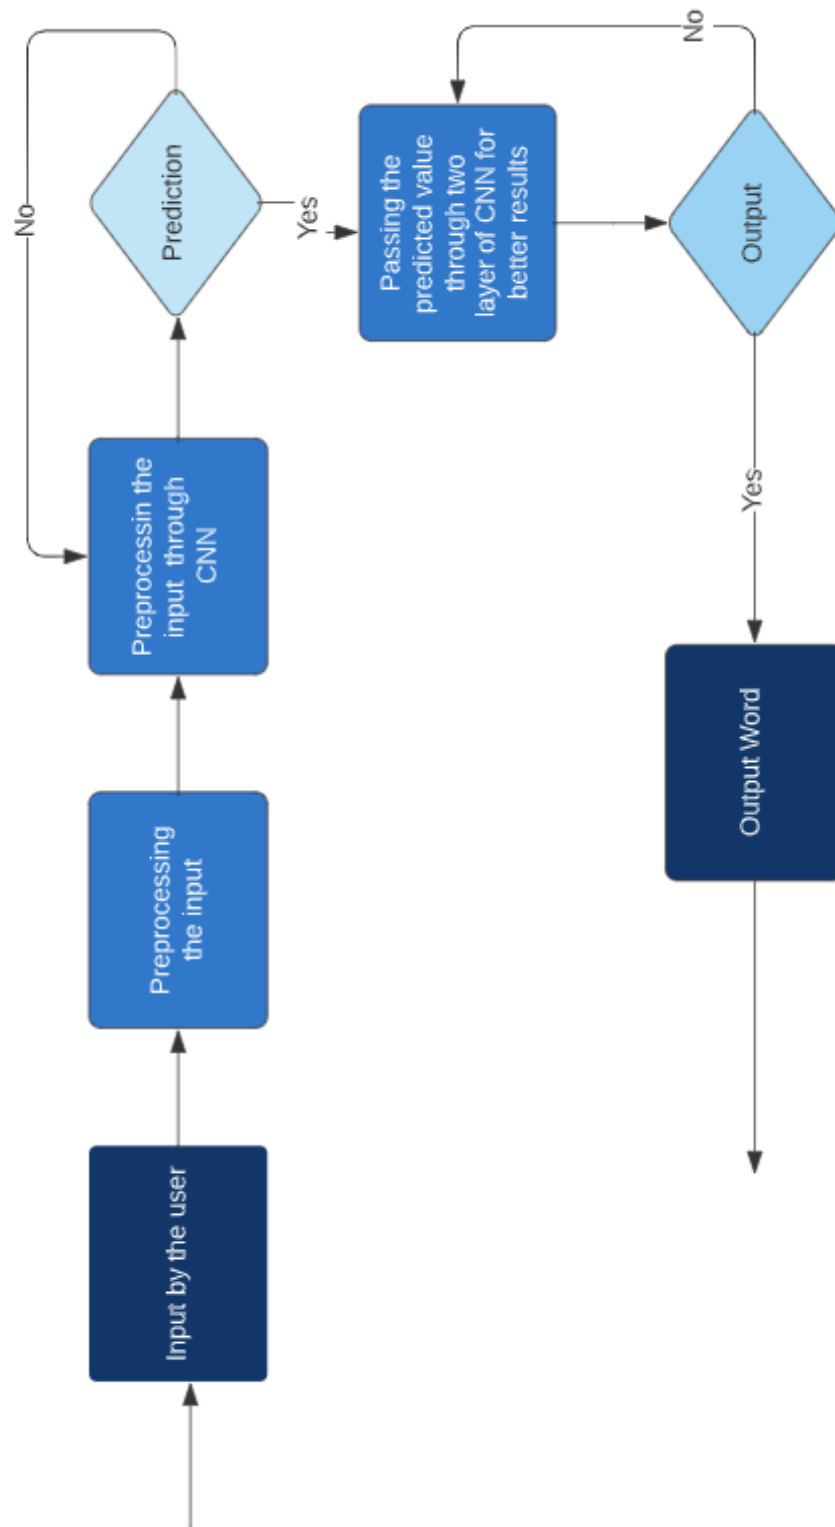 Input by the user
Preprocessing
the input
Preprocessin the
input through
CNN
Prediction
No
Yes
Passing the
predicted value
through two
layer of CNN for
better results
Output
No
Yes
Output Word